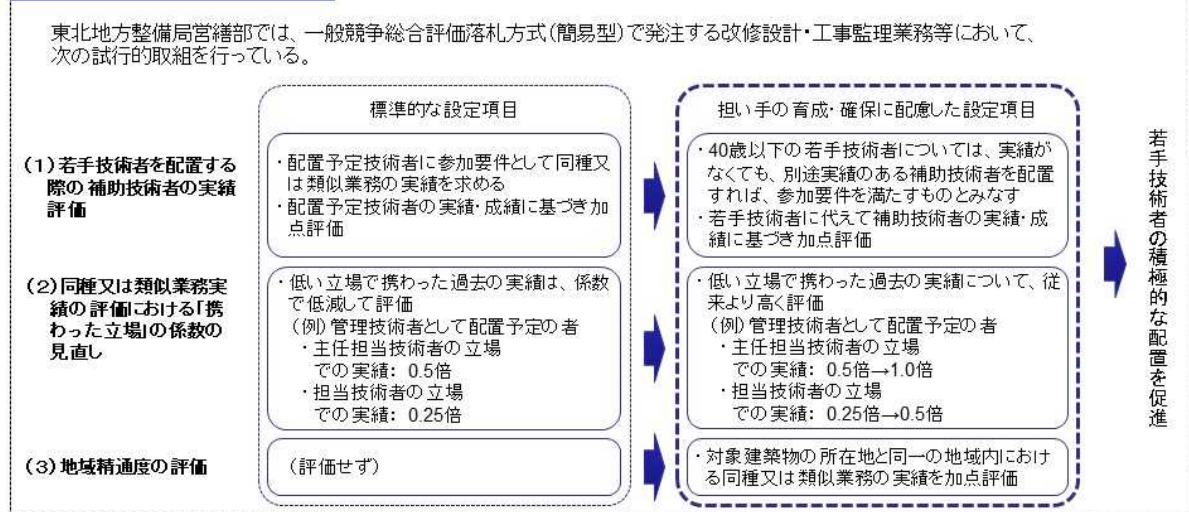 東北地方整備局営繕部では、一般競争総合評価落札方式(簡易型)で発注する改修設計・工事監理業務等において、
次の試行的取組を行っている。
標準的な設定項目
担い手の育成・確保に配慮した設定項目
(1)若手技術者を配置する
際の補助技術者の実績
評価
・配置予定技術者に参加要件として同種又
は類似業務の実績を求める
・配置予定技術者の実績・成績に基づき加
点評価
・40歳以下の若手技術者については、実績が
なくても、別途実績のある補助技術者を配置
すれば、参加要件を満たすものとみなす
・若手技術者に代えて補助技術者の実績・成
績に基づき加点評価
(2)同種又は類似業務実
績の評価における「携
わった立場」の係数の
見直し
・低い立場で携わった過去の実績は、係数
で低減して評価
(例)管理技術者として配置予定の者
・主任担当技術者の立場
での実績: 0.5倍
・担当技術者の立場
での実績: 0.25倍
・低い立場で携わった過去の実績について、従
来より高く評価
(例)管理技術者として配置予定の者
・主任担当技術者の立場
での実績: 0.5倍→1.0倍
・担当技術者の立場
での実績: 0.25倍→0.5倍
(3)地域精通度の評価
(評価せず)
・対象建築物の所在地と同一の地域内におけ
る同種又は類似業務の実績を加点評価
若手技術者の積極的な配置を促進